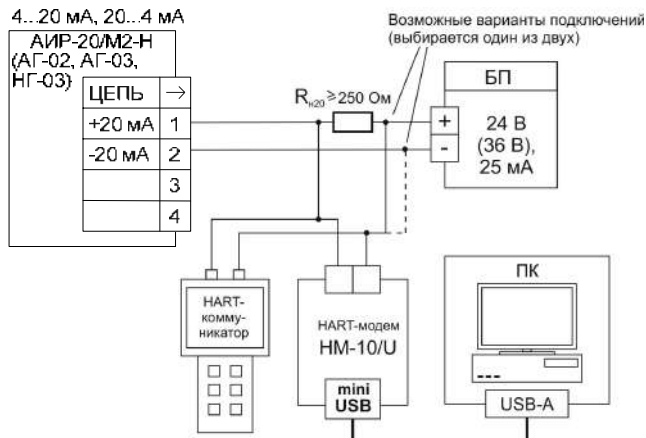 4...20 мА, 20...4 мА
АИР-20/М2-Н
(АГ-02, АГ-03,
НГ-03)
ЦЕПЬ →
+20 мА 1
-20 мА 2
3
4
Rн20 ≥ 250 Ом
Возможные варианты подключений
(выбирается один из двух)
БП
+
-
24 В
(36 В),
25 мА
HART-
комму-
никатор
HART-модем
HM-10/U
mini
USB
ПК
USB-A